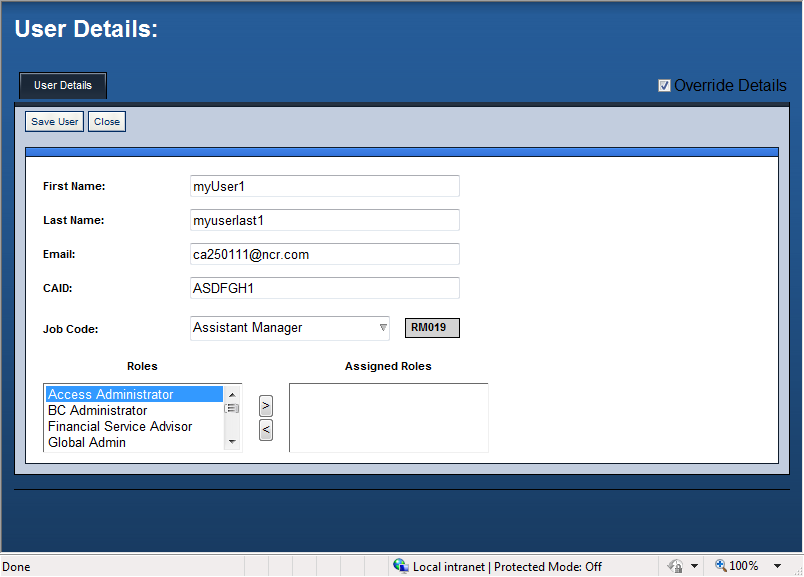 User Details:
User Details
Override Details
Save User Close
First Name: myUser1
Last Name: myuserlast1
Email: ca250111@ncr.com
CAID: ASDFGH1
Job Code: Assistant Manager RM019
Roles Assigned Roles
Access Administrator
BC Administrator
Financial Service Advisor
Global Admin
>
<
Done Local intranet | Protected Mode: Off 100%